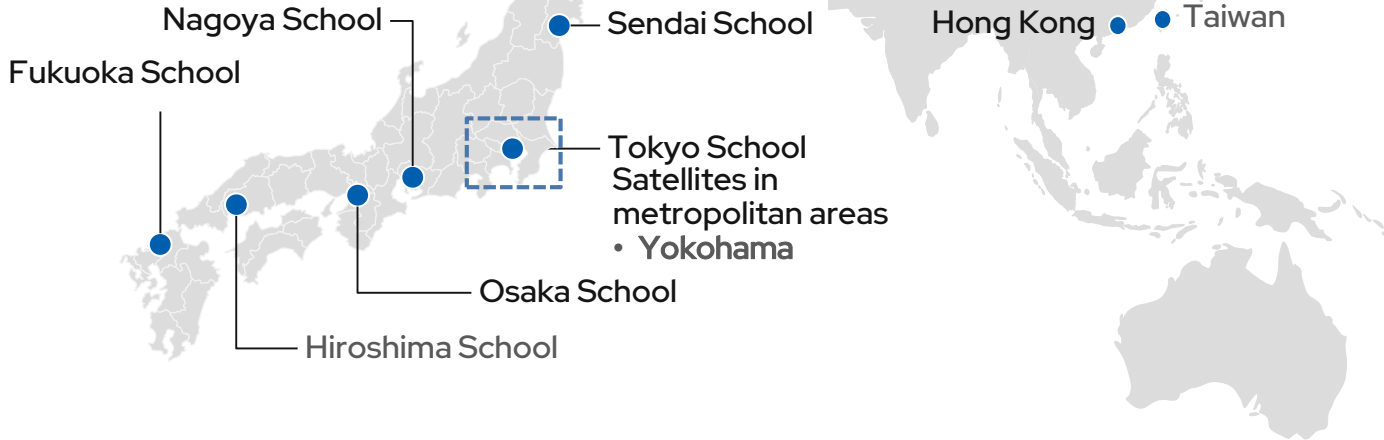 Nagoya School
Sendai School
Hong Kong
Taiwan
Fukuoka School
Tokyo School
Satellites in
metropolitan areas
• Yokohama
Osaka School
Hiroshima School